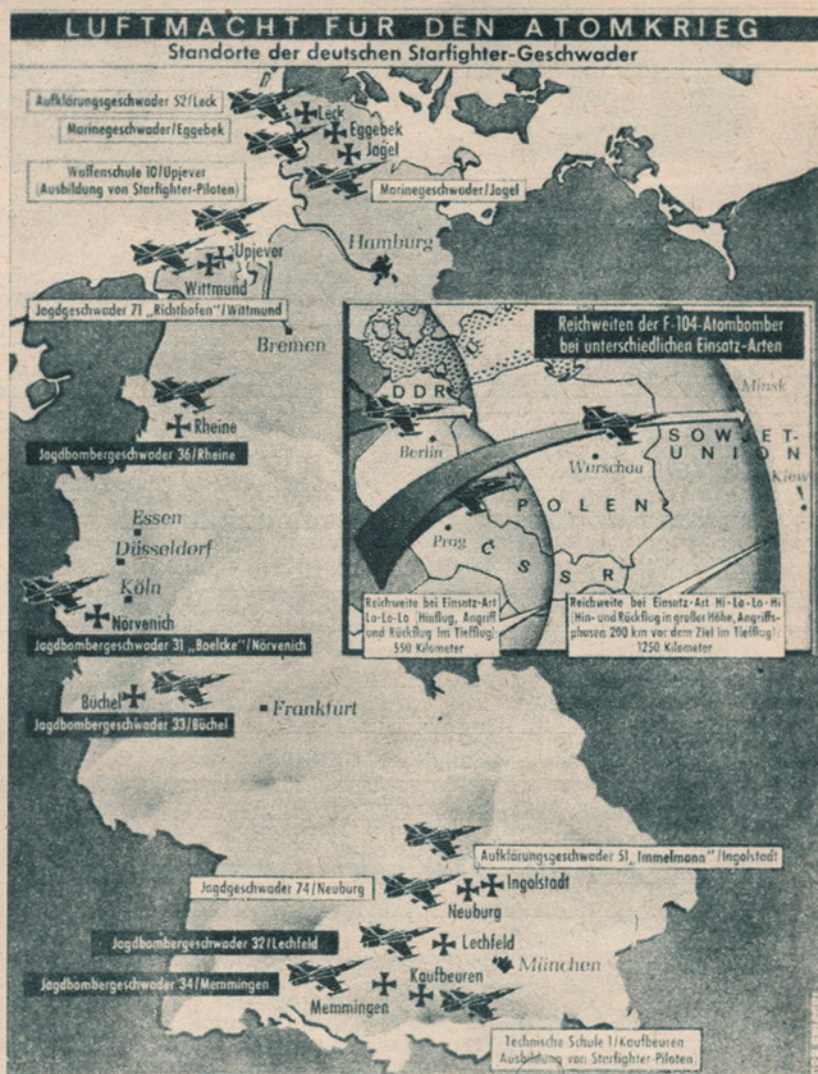 LUFTMACHT FÜR DEN ATOMKRIEG
Standorte der deutschen Starfighter-Geschwader
Aufklärungsgeschwader 52/Leck
Leck
Marinegeschwader/Eggebek
Eggebek
Jagel
Waffenschule 10/Upjever
(Ausbildung von Starfighter-Piloten)
Marinegeschwader/Jagel
Upjever
Hamburg
Wittmund
Jagdgeschwader 71 „Richthofen"/Wittmund
Bremen
Reichweiten der F-104-Atombomber
bei unterschiedlichen Einsatz-Arten
DDR
Minsk
Berlin
SOWJET-
UNION
Warschau
Kiew
POLEN
Prag
ČSSR
Reichweite bei Einsatz-Art
Lo-Lo-Lo (Hinflug, Angriff
und Rückflug im Tiefflug)
550 Kilometer
Reichweite bei Einsatz-Art Hi-Lo-Lo-Hi
(Hin- und Rückflug in großer Höhe, Angriffs-
phasen 200 km vor dem Ziel im Tiefflug):
1250 Kilometer
Rheine
Jagdbombergeschwader 36/Rheine
Essen
Düsseldorf
Köln
Nörvenich
Jagdbombergeschwader 31 „Boelcke"/Nörvenich
Büchel
Frankfurt
Jagdbombergeschwader 33/Büchel
Aufklärungsgeschwader 51 „Immelmann"/Ingolstadt
Jagdgeschwader 74/Neuburg
Ingolstadt
Neuburg
Jagdbombergeschwader 32/Lechfeld
Lechfeld
München
Jagdbombergeschwader 34/Memmingen
Kaufbeuren
Memmingen
Technische Schule 1/Kaufbeuren
Ausbildung von Starfighter-Piloten